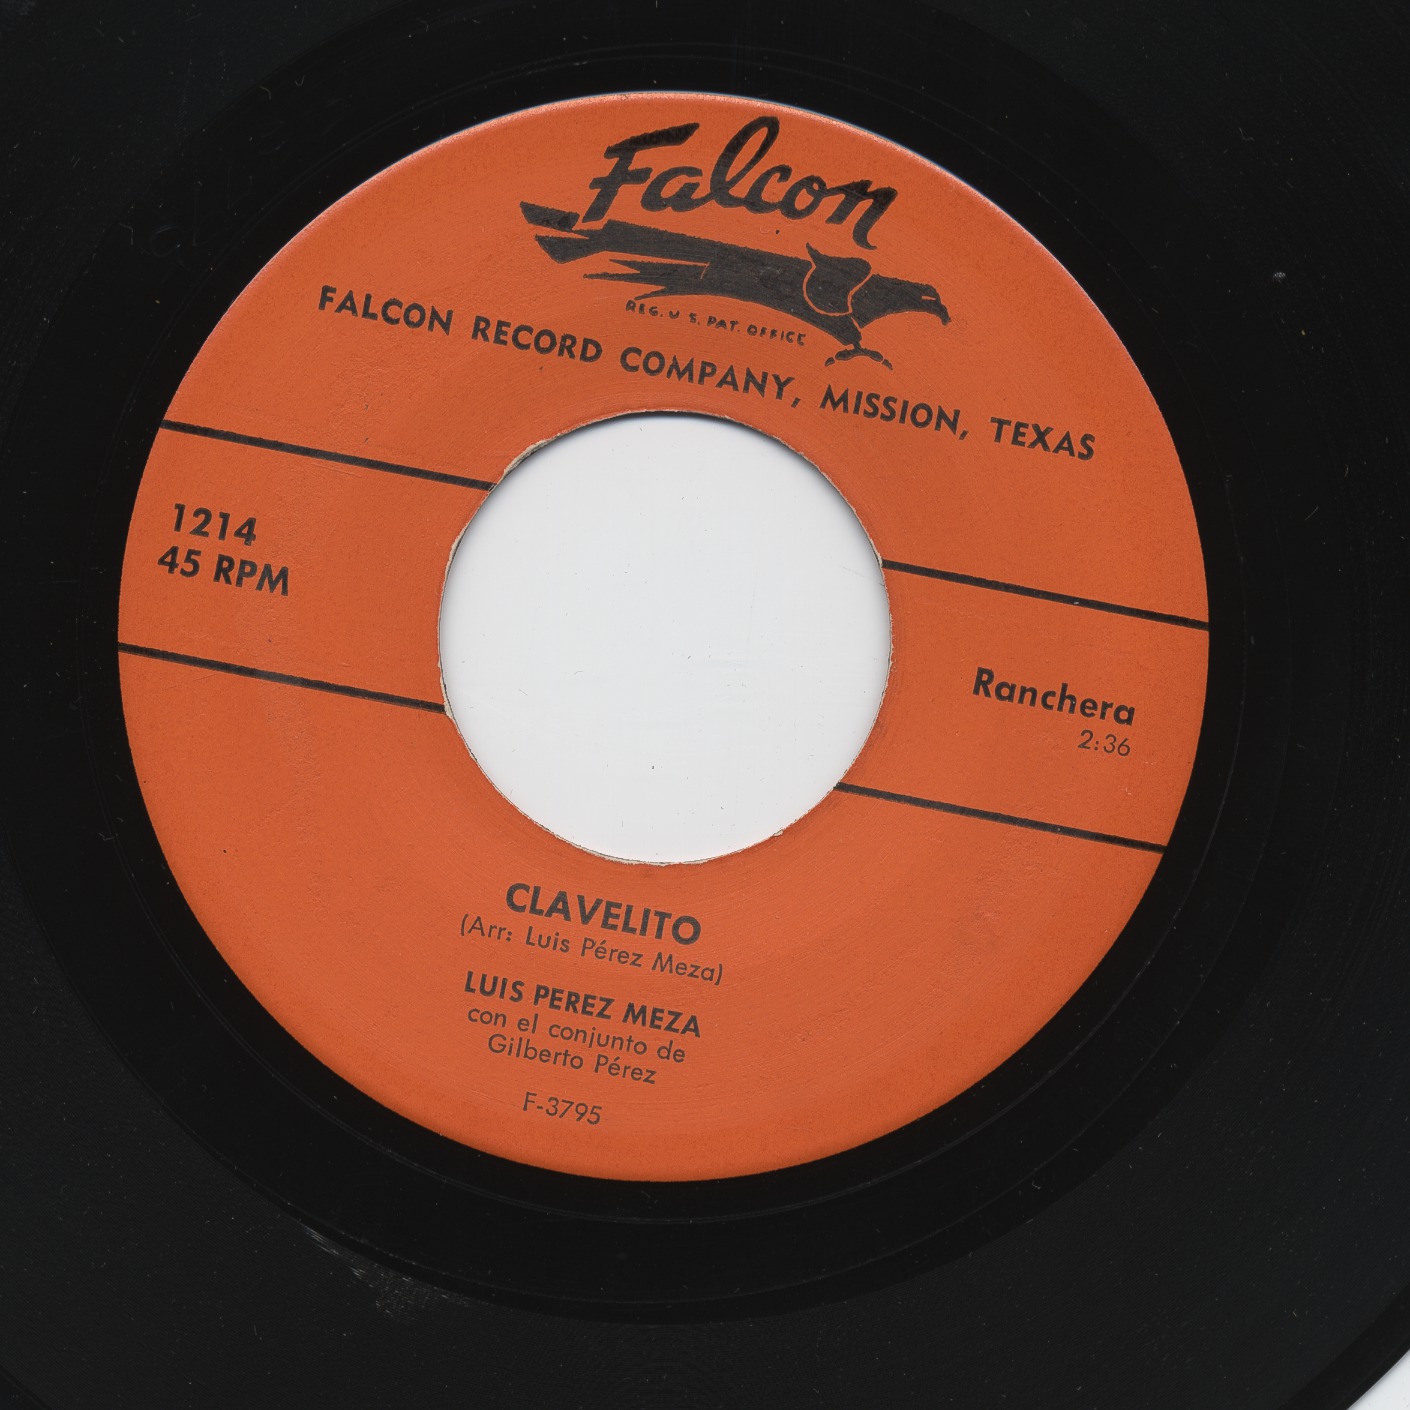 Falcon
REG. U.S. PAT. OFFICE
FALCON RECORD COMPANY, MISSION, TEXAS
1214
45 RPM
Ranchera
2:36
CLAVELITO
(Arr: Luis Pérez Meza)
LUIS PEREZ MEZA
con el conjunto de
Gilberto Pérez
F-3795